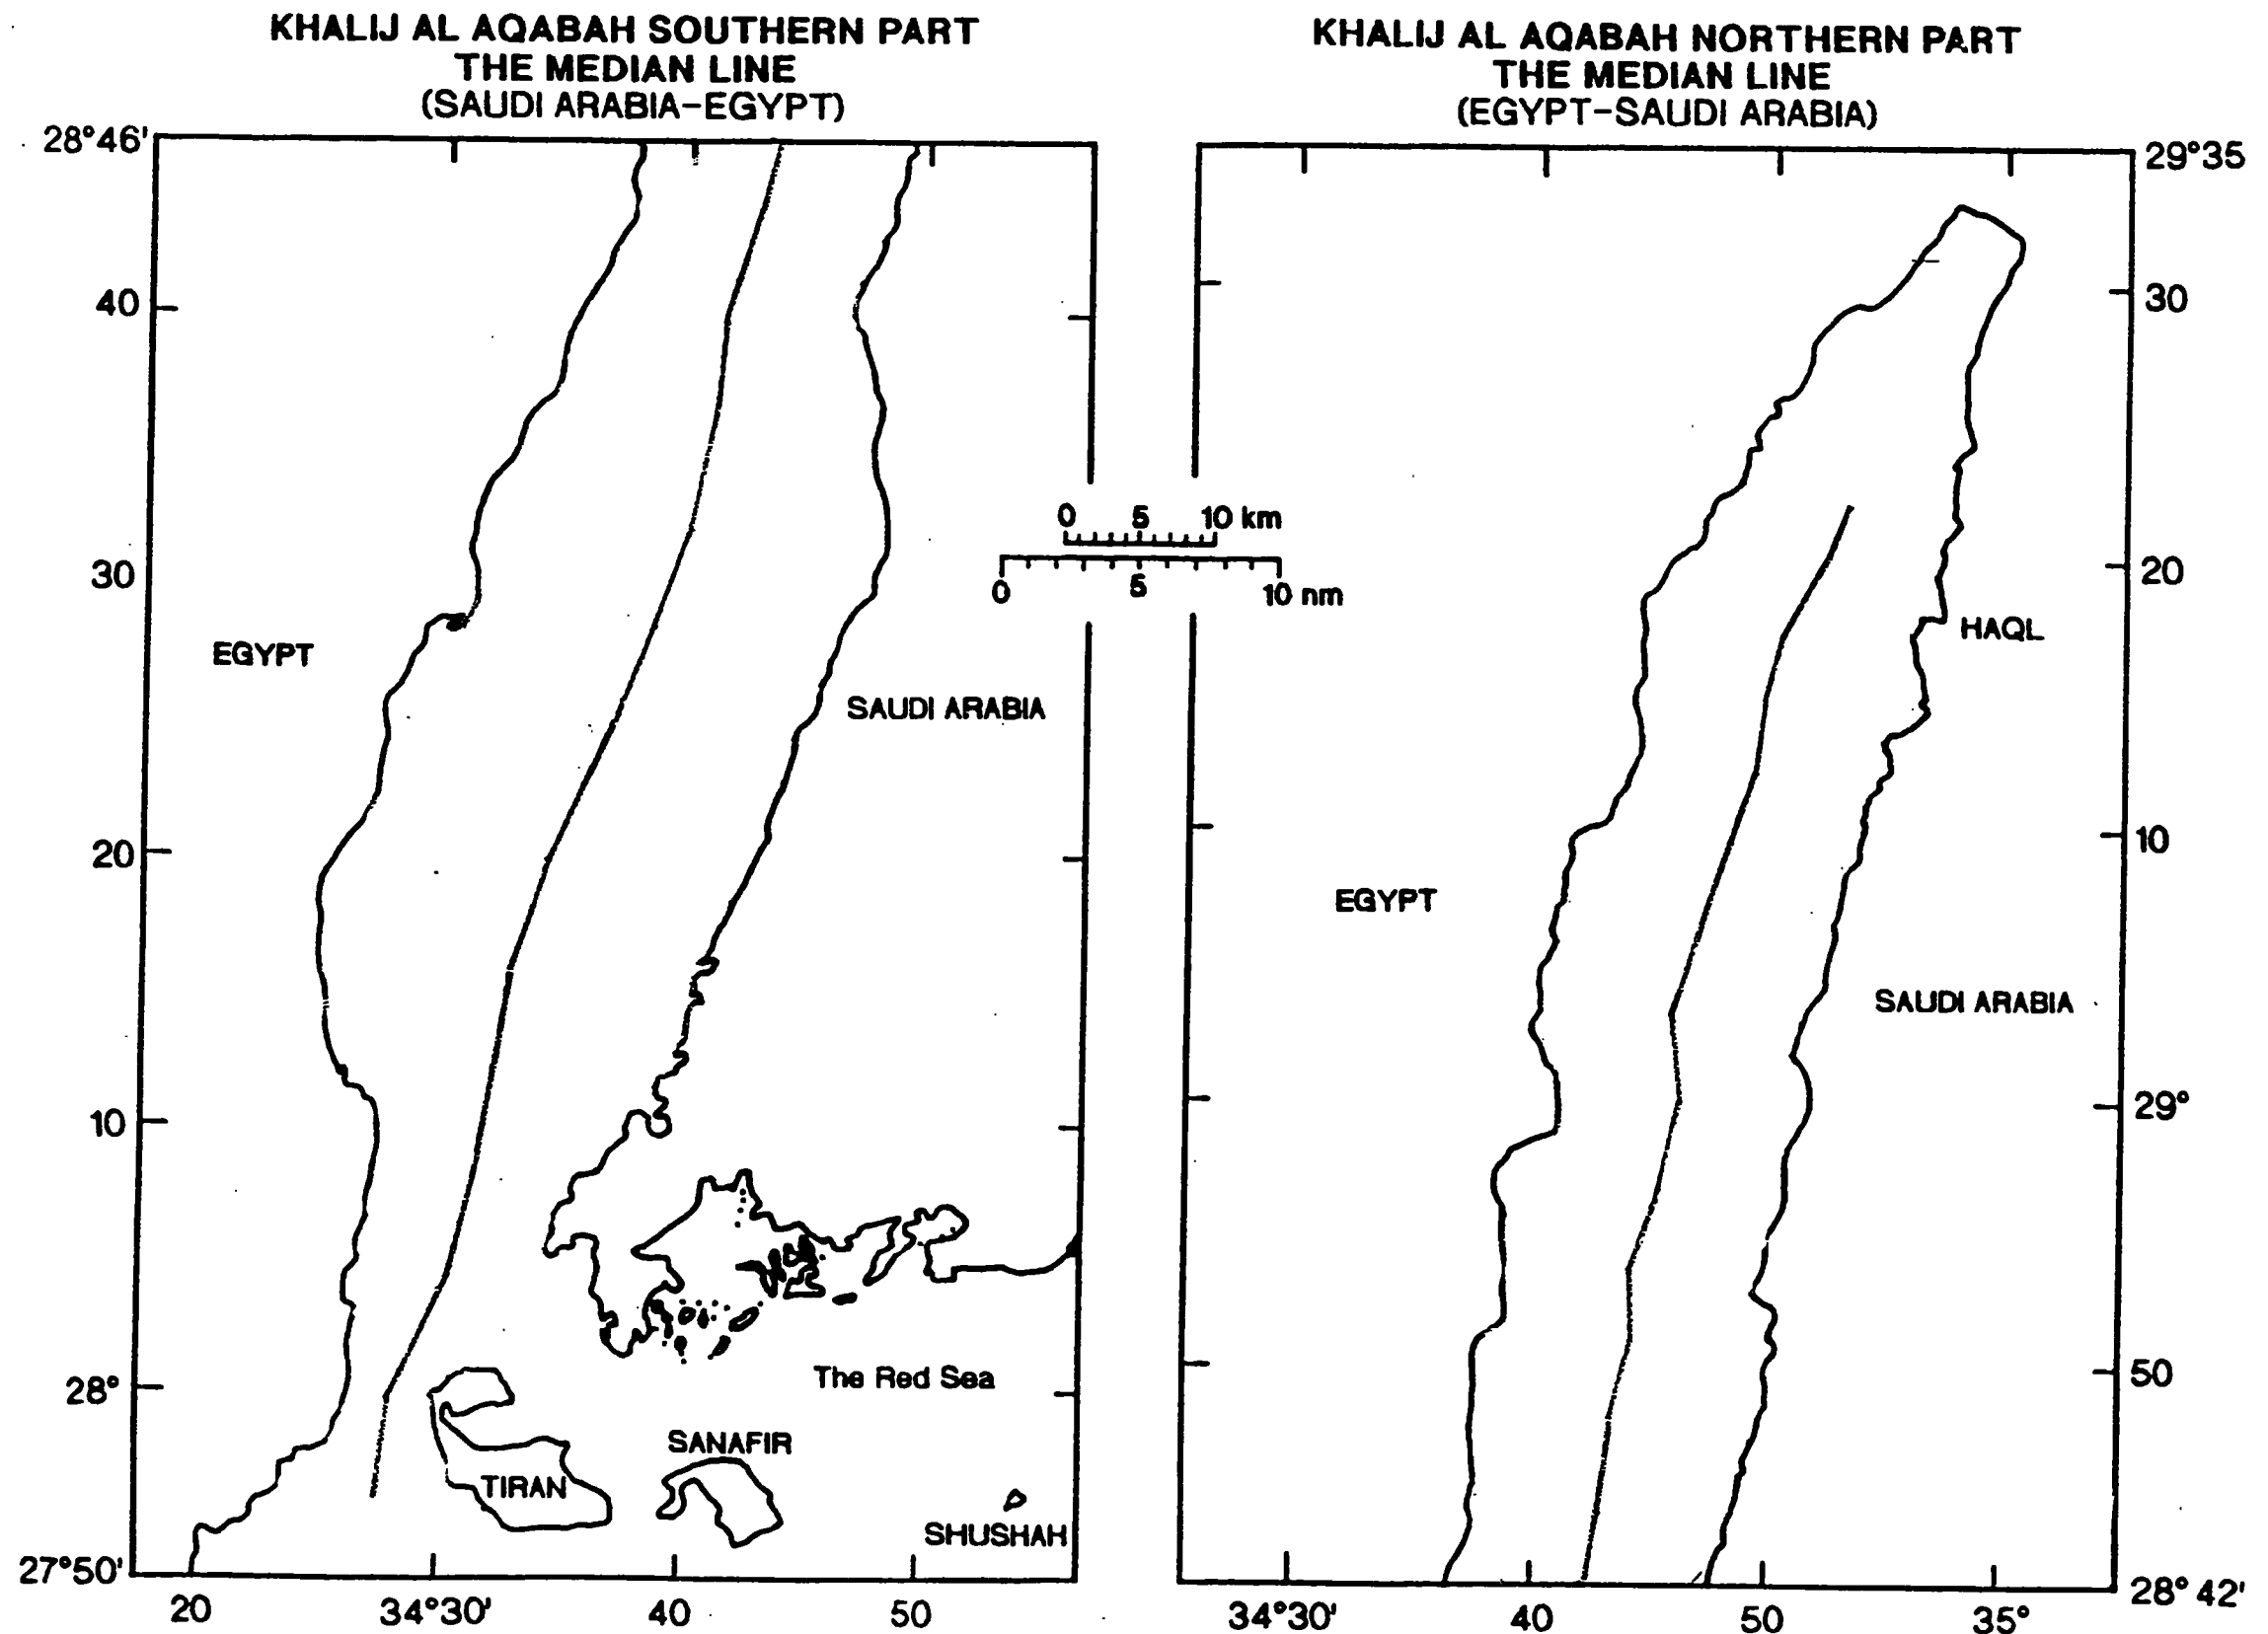 KHALIJ AL AQABAH SOUTHERN PART
THE MEDIAN LINE
(SAUDI ARABIA-EGYPT)
28°46'
40
30
20
10
28°
27°50'
20
34°30'
40
50
EGYPT
SAUDI ARABIA
The Red Sea
TIRAN
SANAFIR
SHUSHAH
0 5 10 km
0 5 10 nm
KHALIJ AL AQABAH NORTHERN PART
THE MEDIAN LINE
(EGYPT-SAUDI ARABIA)
29°35
30
20
10
29°
50
28°42'
34°30'
40
50
35°
HAQL
EGYPT
SAUDI ARABIA